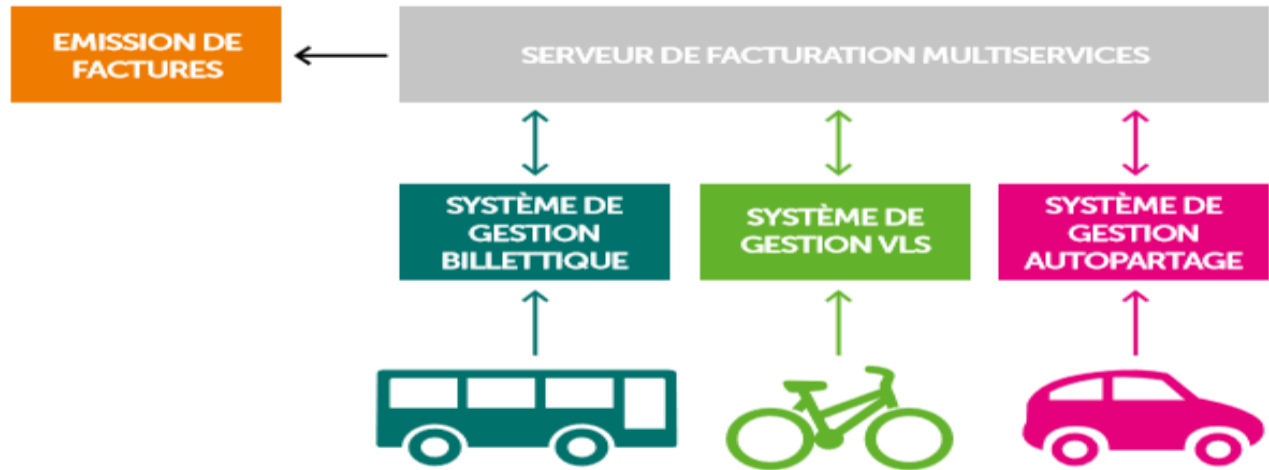 EMISSION DE
FACTURES
SERVEUR DE FACTURATION MULTISERVICES
SYSTÈME DE
GESTION
BILLETTIQUE
SYSTÈME DE
GESTION VLS
SYSTÈME DE
GESTION
AUTOPARTAGE